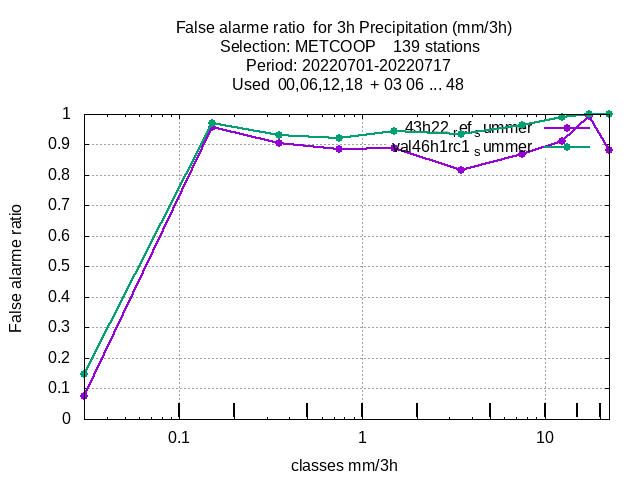 False alarme ratio  for 3h Precipitation (mm/3h)
Selection: METCOOP    139 stations
Period: 20220701-20220717
Used  00,06,12,18  + 03 06 ... 48
43h22_ref_summer
val46h1rc1_summer
1
0.9
0.8
0.7
0.6
0.5
0.4
0.3
0.2
0.1
0
False alarme ratio
0.1
1
10
classes mm/3h